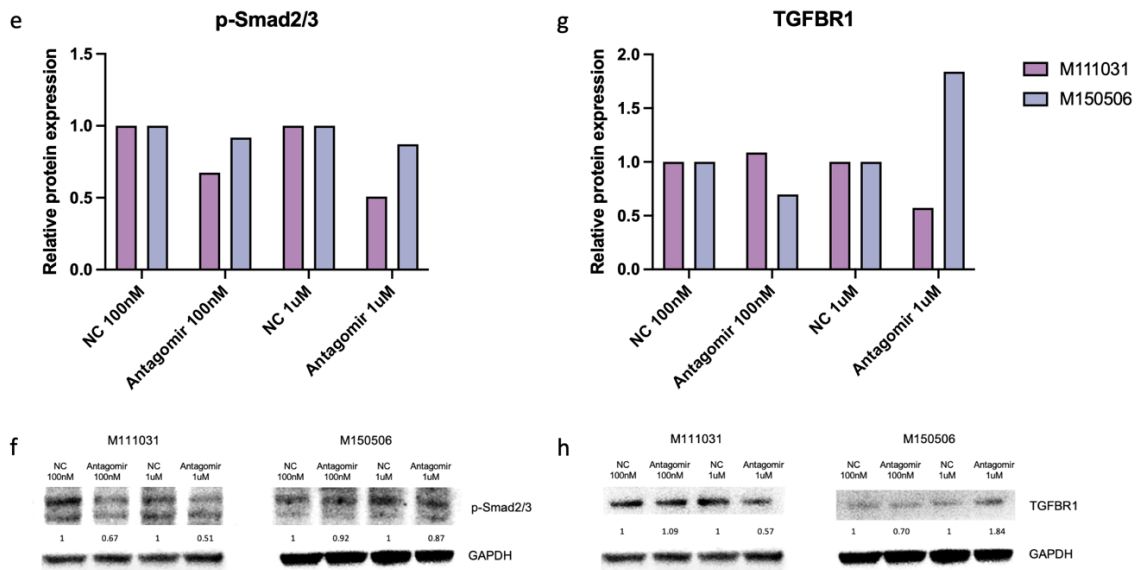 e
p-Smad2/3
Relative protein expression
1.5
1.0
0.5
0.0
NC 100nM
Antagomir 100nM
NC 1uM
Antagomir 1uM
g
TGFBR1
Relative protein expression
2.0
1.5
1.0
0.5
0.0
NC 100nM
Antagomir 100nM
NC 1uM
Antagomir 1uM
M111031
M150506
f
M111031
NC 100nM
Antagomir 100nM
NC 1uM
Antagomir 1uM
1 0.67 1 0.51
M150506
NC 100nM
Antagomir 100nM
NC 1uM
Antagomir 1uM
p-Smad2/3
1 0.92 1 0.87
GAPDH
h
M111031
NC 100nM
Antagomir 100nM
NC 1uM
Antagomir 1uM
1 1.09 1 0.57
M150506
NC 100nM
Antagomir 100nM
NC 1uM
Antagomir 1uM
TGFBR1
1 0.70 1 1.84
GAPDH